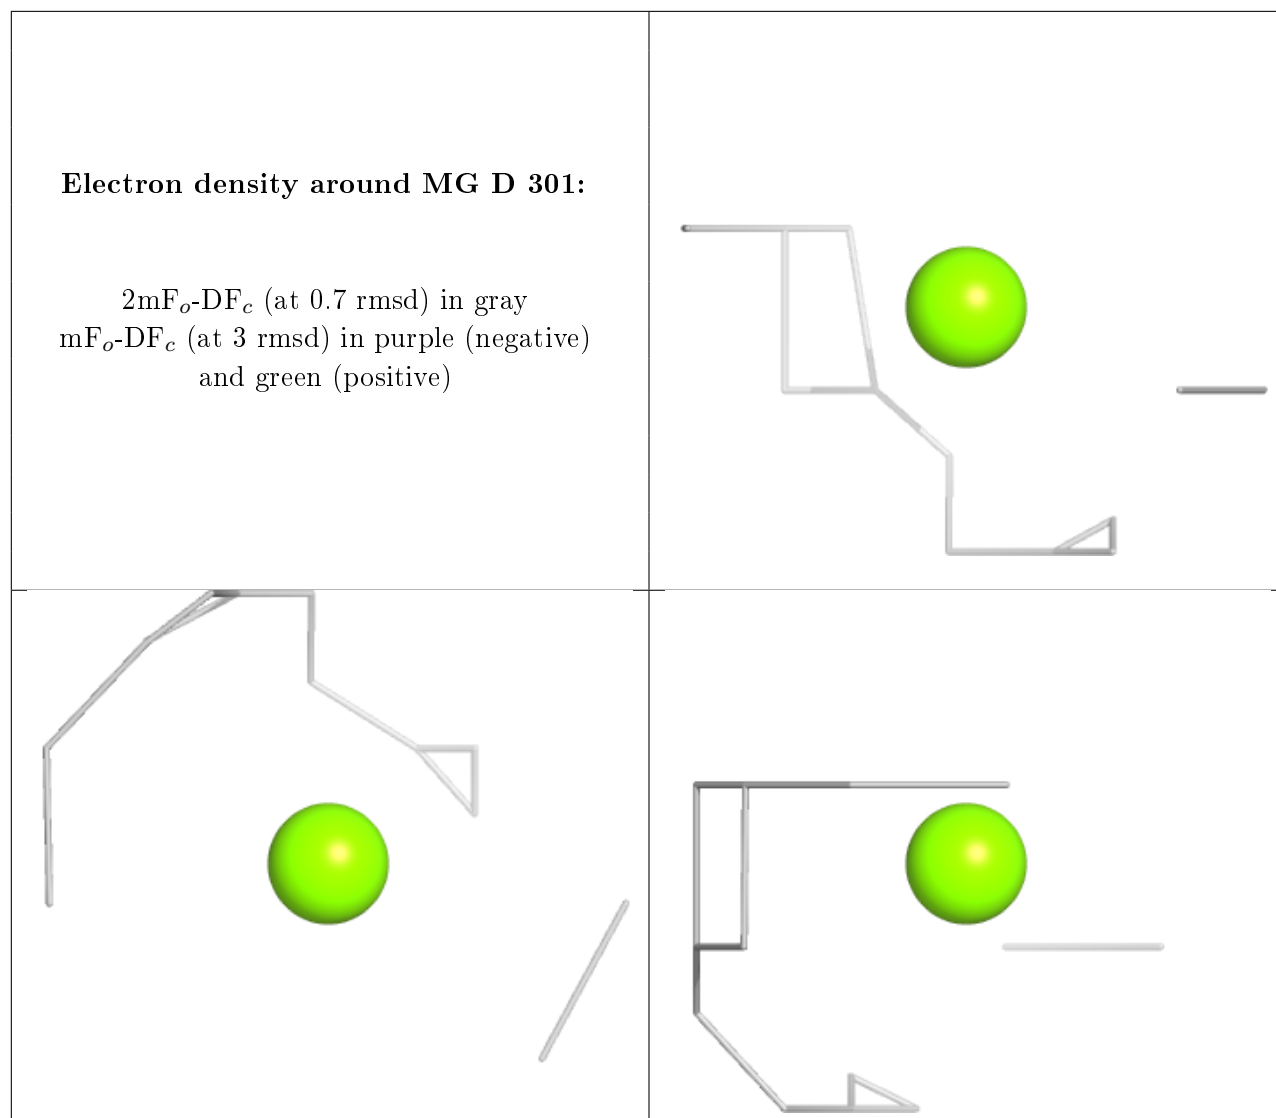 Electron density around MG D 301:
2mFo-DFc (at 0.7 rmsd) in gray
mFo-DFc (at 3 rmsd) in purple (negative)
and green (positive)